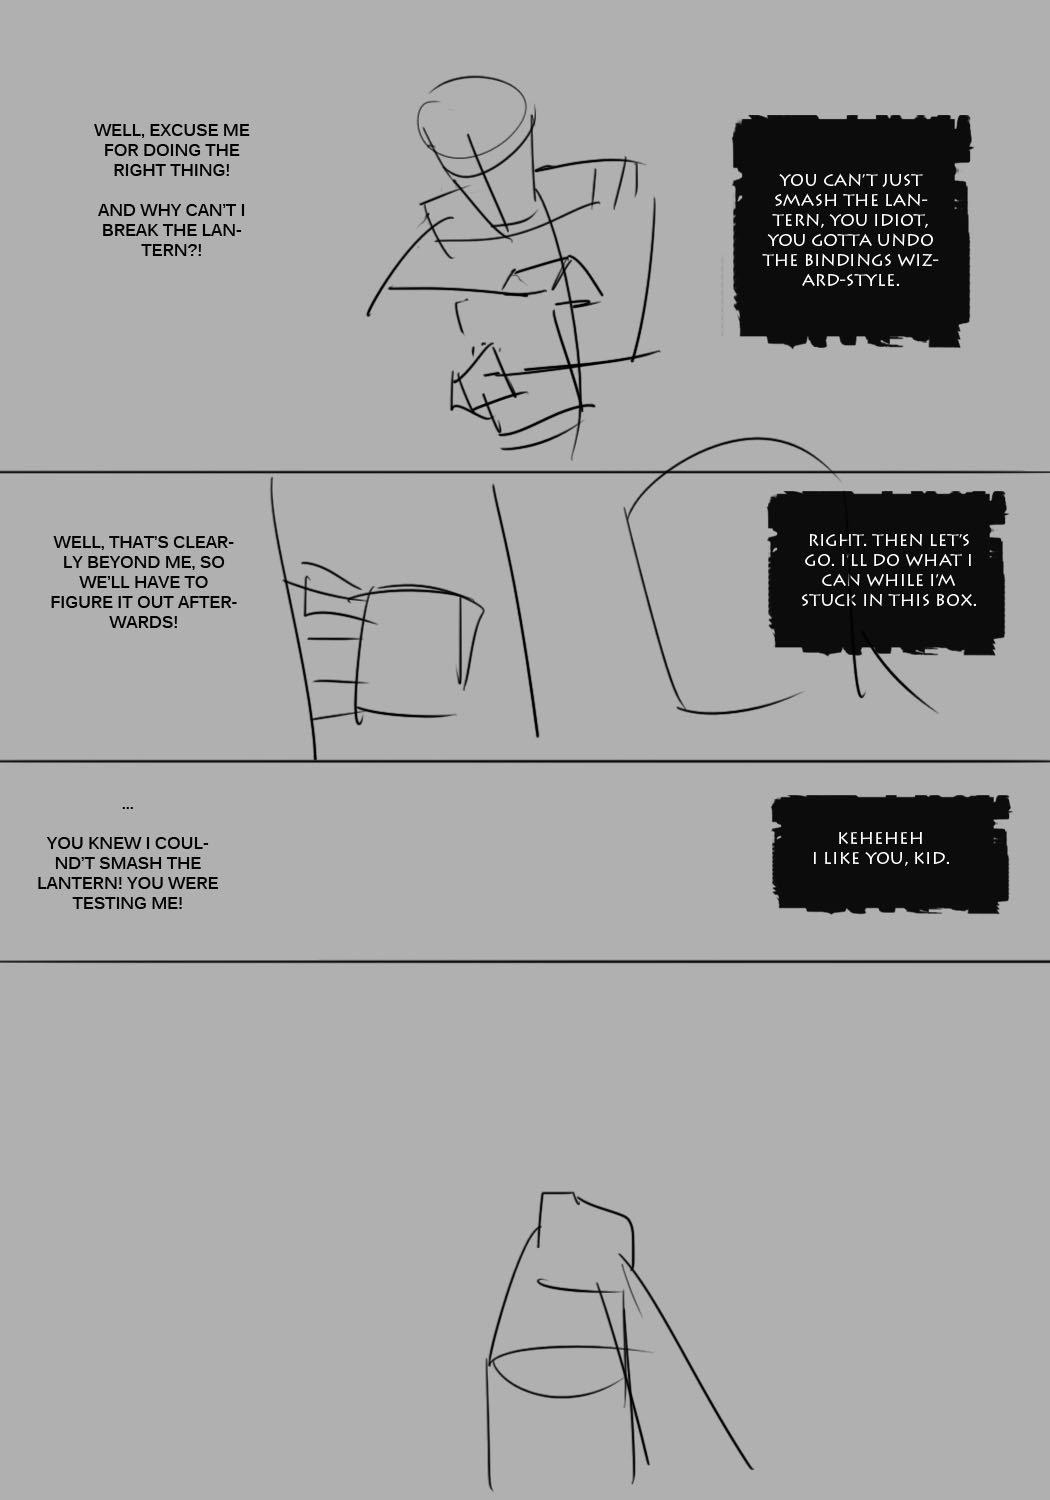 WELL, EXCUSE ME
FOR DOING THE
RIGHT THING!
AND WHY CAN'T I
BREAK THE LAN-
TERN?!
YOU CAN'T JUST
SMASH THE LAN-
TERN, YOU IDIOT,
YOU GOTTA UNDO
THE BINDINGS WIZ-
ARD-STYLE.
WELL, THAT'S CLEAR-
LY BEYOND ME, SO
WE'LL HAVE TO
FIGURE IT OUT AFTER-
WARDS!
RIGHT. THEN LET'S
GO. I'LL DO WHAT I
CAN WHILE I'M
STUCK IN THIS BOX.
...
YOU KNEW I COUL-
ND'T SMASH THE
LANTERN! YOU WERE
TESTING ME!
KEHEHEH
I LIKE YOU, KID.